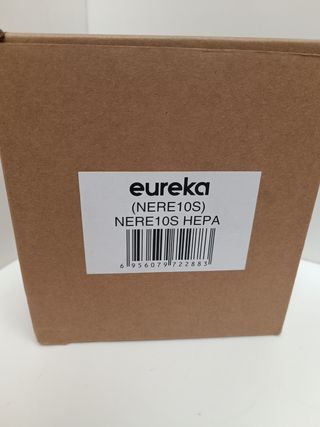 eureka
(NERE10S)
NERE10S HEPA
6 956079 722883